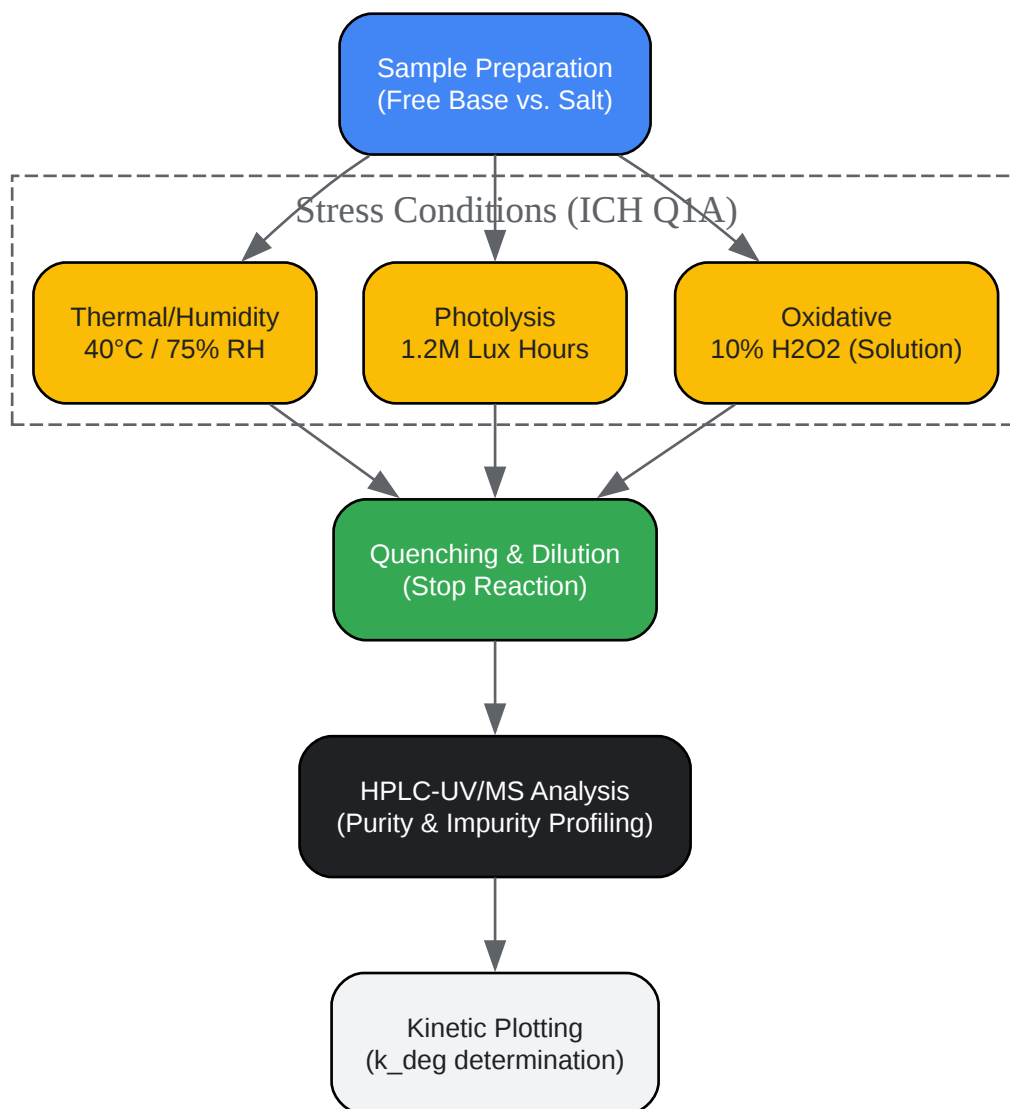 Sample Preparation
(Free Base vs. Salt)
Stress Conditions (ICH Q1A)
Thermal/Humidity
40°C / 75% RH
Photolysis
1.2M Lux Hours
Oxidative
10% H2O2 (Solution)
Quenching & Dilution
(Stop Reaction)
HPLC-UV/MS Analysis
(Purity & Impurity Profiling)
Kinetic Plotting
(k_deg determination)